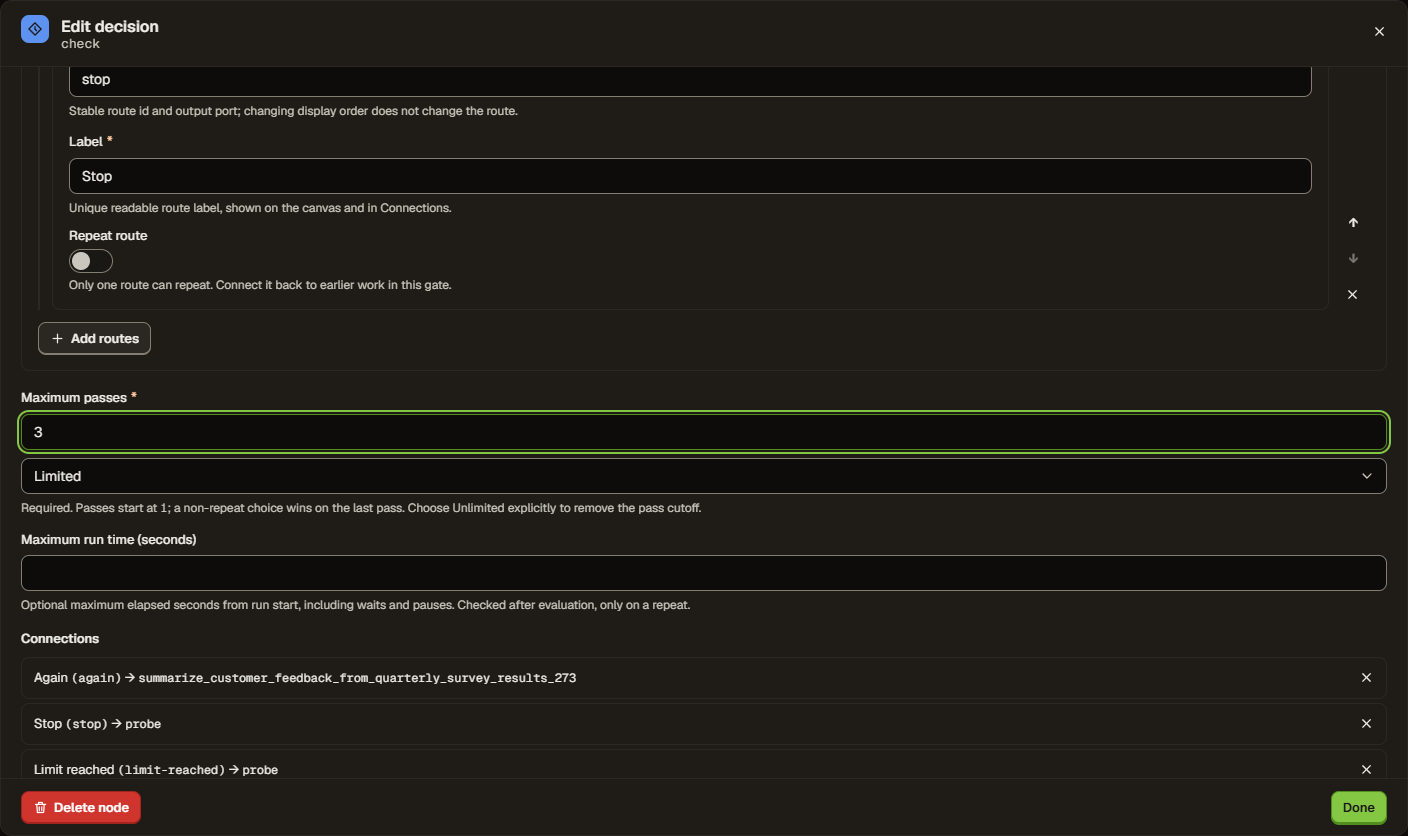 Edit decision
check
stop
Stable route id and output port; changing display order does not change the route.
Label *
Stop
Unique readable route label, shown on the canvas and in Connections.
Repeat route
Only one route can repeat. Connect it back to earlier work in this gate.
+ Add routes
Maximum passes *
3
Limited
Required. Passes start at 1; a non-repeat choice wins on the last pass. Choose Unlimited explicitly to remove the pass cutoff.
Maximum run time (seconds)
Optional maximum elapsed seconds from run start, including waits and pauses. Checked after evaluation, only on a repeat.
Connections
Again (again) → summarize_customer_feedback_from_quarterly_survey_results_273
Stop (stop) → probe
Limit reached (limit-reached) → probe
Delete node
Done